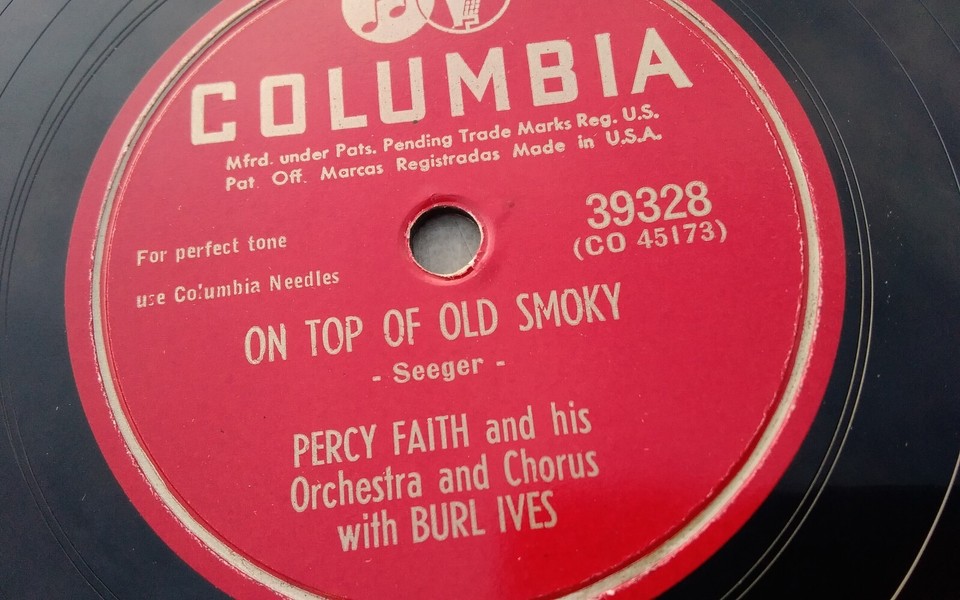 COLUMBIA
Mfrd. under Pats. Pending Trade Marks Reg. U.S.
Pat. Off. Marcas Registradas Made in U.S.A.
39328
(CO 45173)
For perfect tone
use Columbia Needles
ON TOP OF OLD SMOKY
- Seeger -
PERCY FAITH and his
Orchestra and Chorus
with BURL IVES